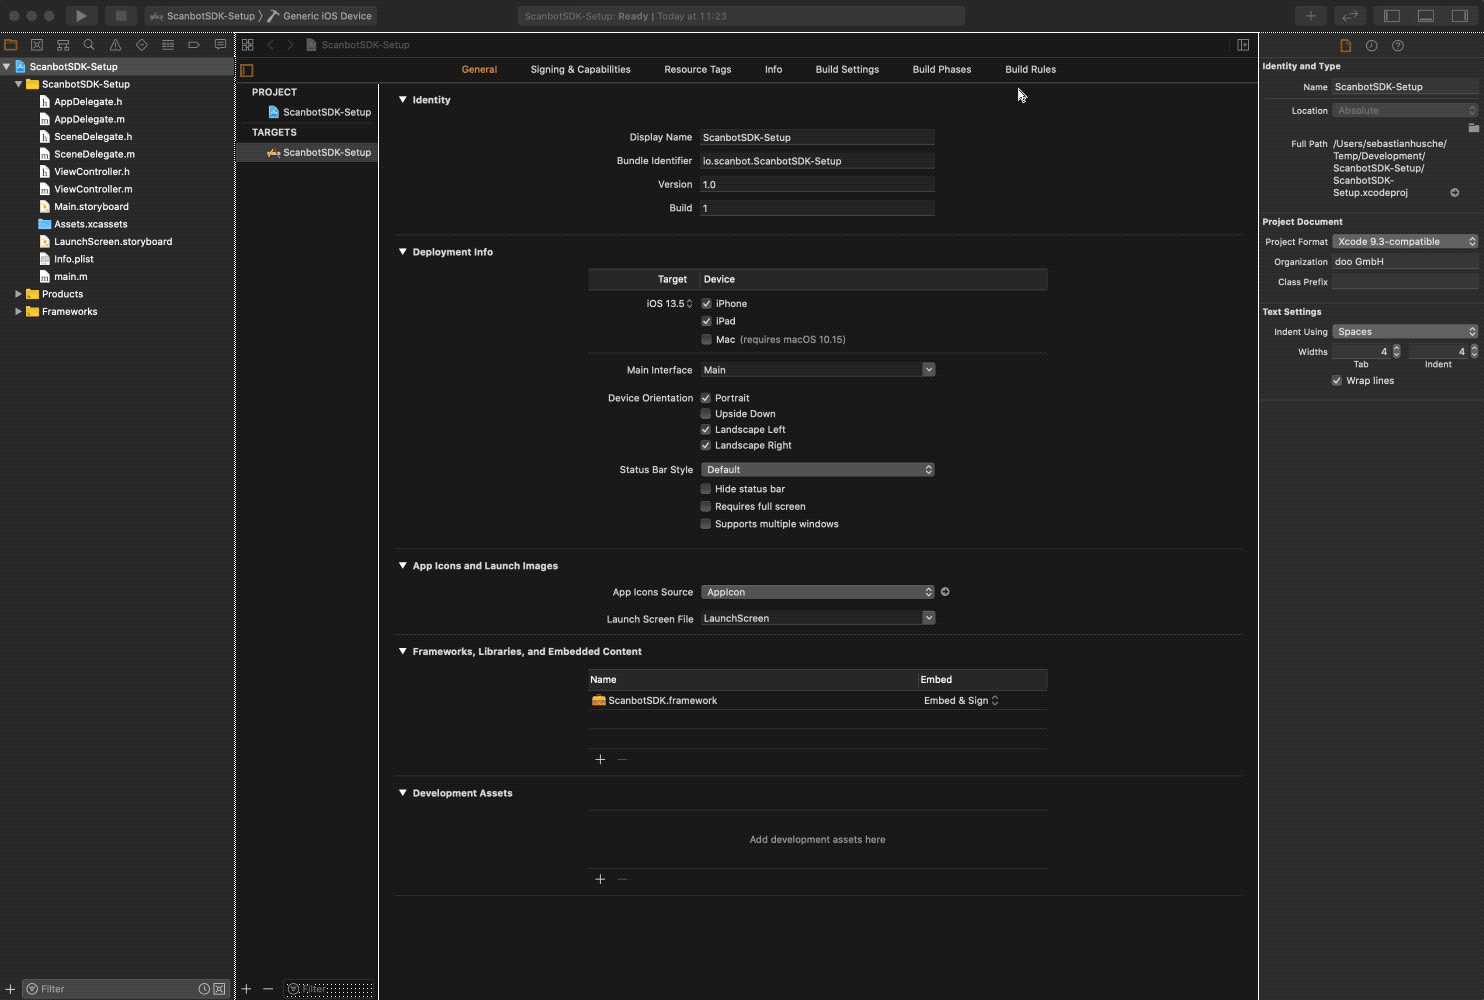 ScanbotSDK-Setup
Generic iOS Device
ScanbotSDK-Setup: Ready | Today at 11:23
ScanbotSDK-Setup
ScanbotSDK-Setup
AppDelegate.h
AppDelegate.m
SceneDelegate.h
SceneDelegate.m
ViewController.h
ViewController.m
Main.storyboard
Assets.xcassets
LaunchScreen.storyboard
Info.plist
main.m
Products
Frameworks
Filter
ScanbotSDK-Setup
General Signing & Capabilities Resource Tags Info Build Settings Build Phases Build Rules
PROJECT
ScanbotSDK-Setup
TARGETS
ScanbotSDK-Setup
Filter
Identity
Display Name ScanbotSDK-Setup
Bundle Identifier io.scanbot.ScanbotSDK-Setup
Version 1.0
Build 1
Deployment Info
Target Device
iOS 13.5 iPhone
iPad
Mac (requires macOS 10.15)
Main Interface Main
Device Orientation Portrait
Upside Down
Landscape Left
Landscape Right
Status Bar Style Default
Hide status bar
Requires full screen
Supports multiple windows
App Icons and Launch Images
App Icons Source AppIcon
Launch Screen File LaunchScreen
Frameworks, Libraries, and Embedded Content
Name Embed
ScanbotSDK.framework Embed & Sign
Development Assets
Add development assets here
Identity and Type
Name ScanbotSDK-Setup
Location Absolute
Full Path /Users/sebastianhusche/
Temp/Development/
ScanbotSDK-Setup/
ScanbotSDK-
Setup.xcodeproj
Project Document
Project Format Xcode 9.3-compatible
Organization doo GmbH
Class Prefix
Text Settings
Indent Using Spaces
Widths 4 4
Tab Indent
Wrap lines